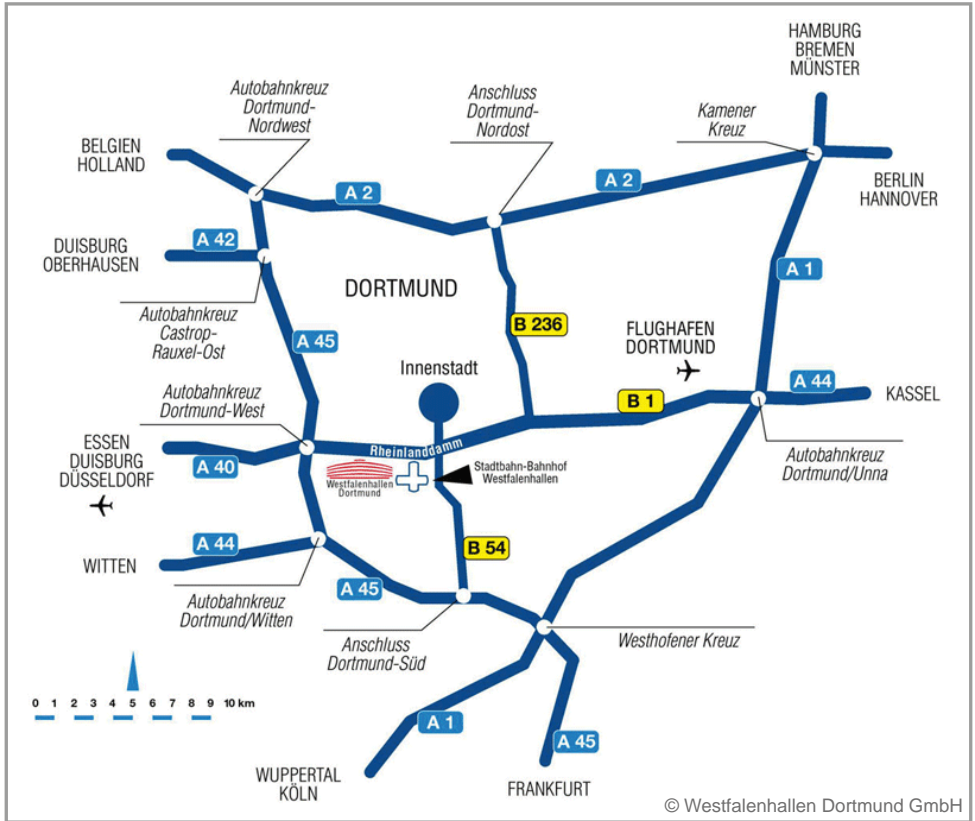 HAMBURG
BREMEN
MÜNSTER
Autobahnkreuz
Dortmund-
Nordwest
Anschluss
Dortmund-
Nordost
Kamener
Kreuz
BELGIEN
HOLLAND
A 2
A 2
BERLIN
HANNOVER
DUISBURG
OBERHAUSEN
A 42
A 1
DORTMUND
Autobahnkreuz
Castrop-
Rauxel-Ost
A 45
B 236
FLUGHAFEN
DORTMUND
Innenstadt
Autobahnkreuz
Dortmund-West
B 1
A 44
KASSEL
ESSEN
DUISBURG
DÜSSELDORF
A 40
Rheinlanddamm
Westfalenhallen
Dortmund
Stadtbahn-Bahnhof
Westfalenhallen
Autobahnkreuz
Dortmund/Unna
A 44
WITTEN
B 54
A 45
Autobahnkreuz
Dortmund/Witten
Anschluss
Dortmund-Süd
Westhofener Kreuz
0 1 2 3 4 5 6 7 8 9 10 km
A 1
A 45
WUPPERTAL
KÖLN
FRANKFURT
© Westfalenhallen Dortmund GmbH